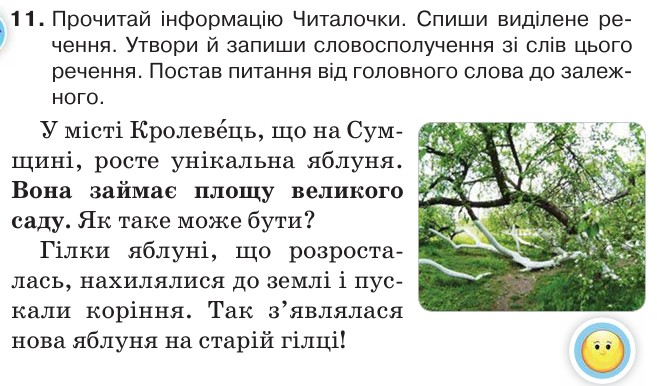 11. Прочитай інформацію Читалочки. Спиши виділене ре-
чення. Утвори й запиши словосполучення зі слів цього
речення. Постав питання від головного слова до залеж-
ного.
У місті Кролеве́ць, що на Сум-
щині, росте унікальна яблуня.
Вона займає площу великого
саду. Як таке може бути?
Гілки яблуні, що розроста-
лась, нахилялися до землі і пус-
кали коріння. Так з’являлася
нова яблуня на старій гілці!